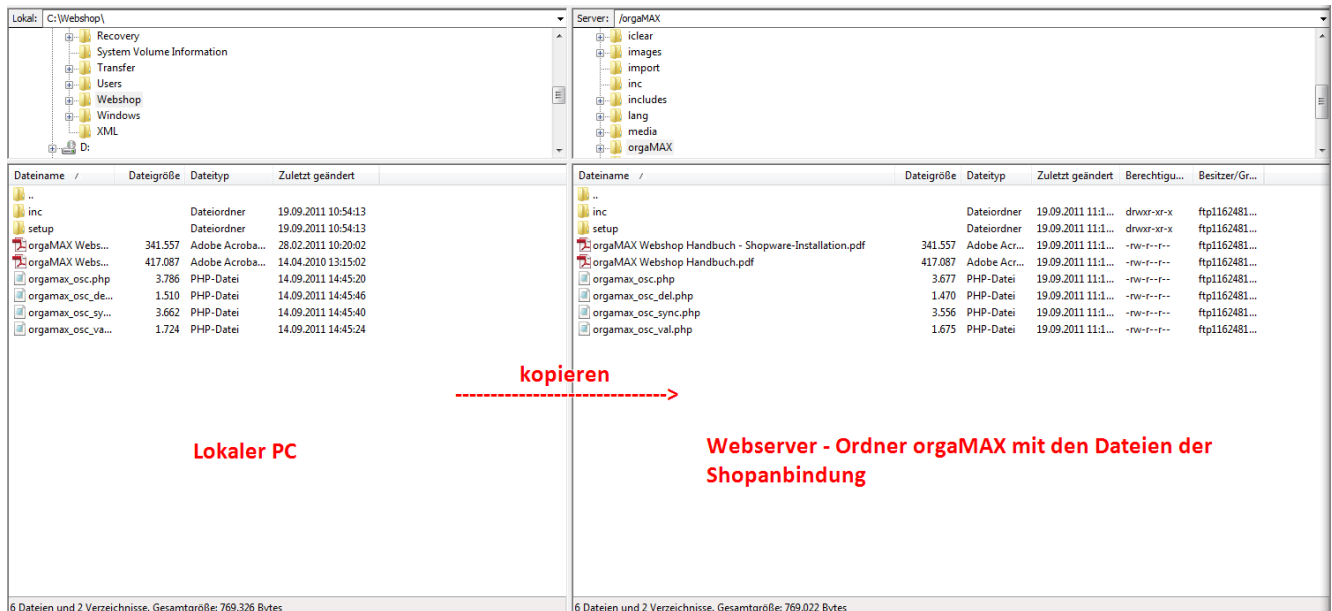 Lokal: C:\Webshop\
Recovery
System Volume Information
Transfer
Users
Webshop
Windows
XML
D:
Dateiname / Dateigröße Dateityp Zuletzt geändert
..
inc Dateiordner 19.09.2011 10:54:13
setup Dateiordner 19.09.2011 10:54:13
orgaMAX Webs... 341.557 Adobe Acroba... 28.02.2011 10:20:02
orgaMAX Webs... 417.087 Adobe Acroba... 14.04.2010 13:15:02
orgamax_osc.php 3.786 PHP-Datei 14.09.2011 14:45:20
orgamax_osc_de... 1.510 PHP-Datei 14.09.2011 14:45:46
orgamax_osc_sy... 3.662 PHP-Datei 14.09.2011 14:45:40
orgamax_osc_va... 1.724 PHP-Datei 14.09.2011 14:45:24
Lokaler PC
6 Dateien und 2 Verzeichnisse. Gesamtgröße: 769.326 Bytes
kopieren
----------------------------->
Server: /orgaMAX
iclear
images
import
inc
includes
lang
media
orgaMAX
Dateiname / Dateigröße Dateityp Zuletzt geändert Berechtigu... Besitzer/Gr...
..
inc Dateiordner 19.09.2011 11:1... drwxr-xr-x ftp1162481...
setup Dateiordner 19.09.2011 11:1... drwxr-xr-x ftp1162481...
orgaMAX Webshop Handbuch - Shopware-Installation.pdf 341.557 Adobe Acr... 19.09.2011 11:1... -rw-r--r-- ftp1162481...
orgaMAX Webshop Handbuch.pdf 417.087 Adobe Acr... 19.09.2011 11:1... -rw-r--r-- ftp1162481...
orgamax_osc.php 3.677 PHP-Datei 19.09.2011 11:1... -rw-r--r-- ftp1162481...
orgamax_osc_del.php 1.470 PHP-Datei 19.09.2011 11:1... -rw-r--r-- ftp1162481...
orgamax_osc_sync.php 3.556 PHP-Datei 19.09.2011 11:1... -rw-r--r-- ftp1162481...
orgamax_osc_val.php 1.675 PHP-Datei 19.09.2011 11:1... -rw-r--r-- ftp1162481...
Webserver - Ordner orgaMAX mit den Dateien der
Shopanbindung
6 Dateien und 2 Verzeichnisse. Gesamtgröße: 769.022 Bytes